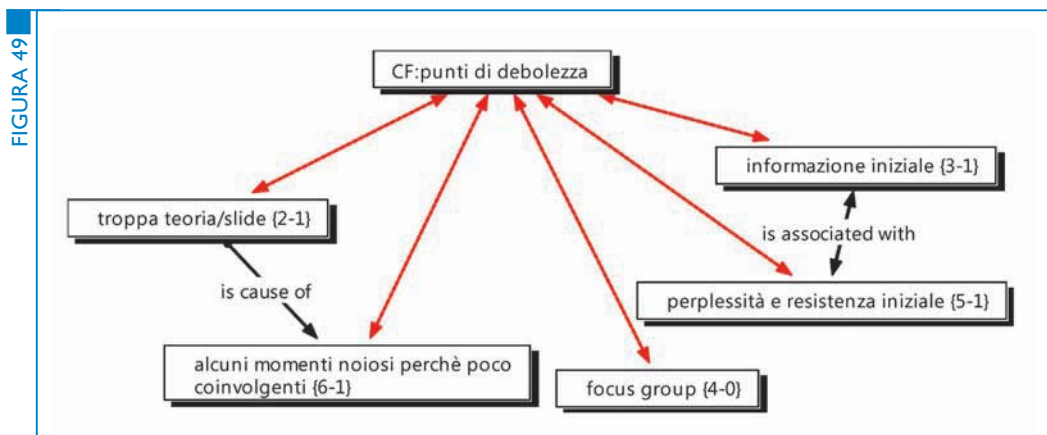 FIGURA 49
CF:punti di debolezza
informazione iniziale {3-1}
troppa teoria/slide {2-1}
is associated with
is cause of
perplessità e resistenza iniziale {5-1}
alcuni momenti noiosi perchè poco
coinvolgenti {6-1}
focus group {4-0}